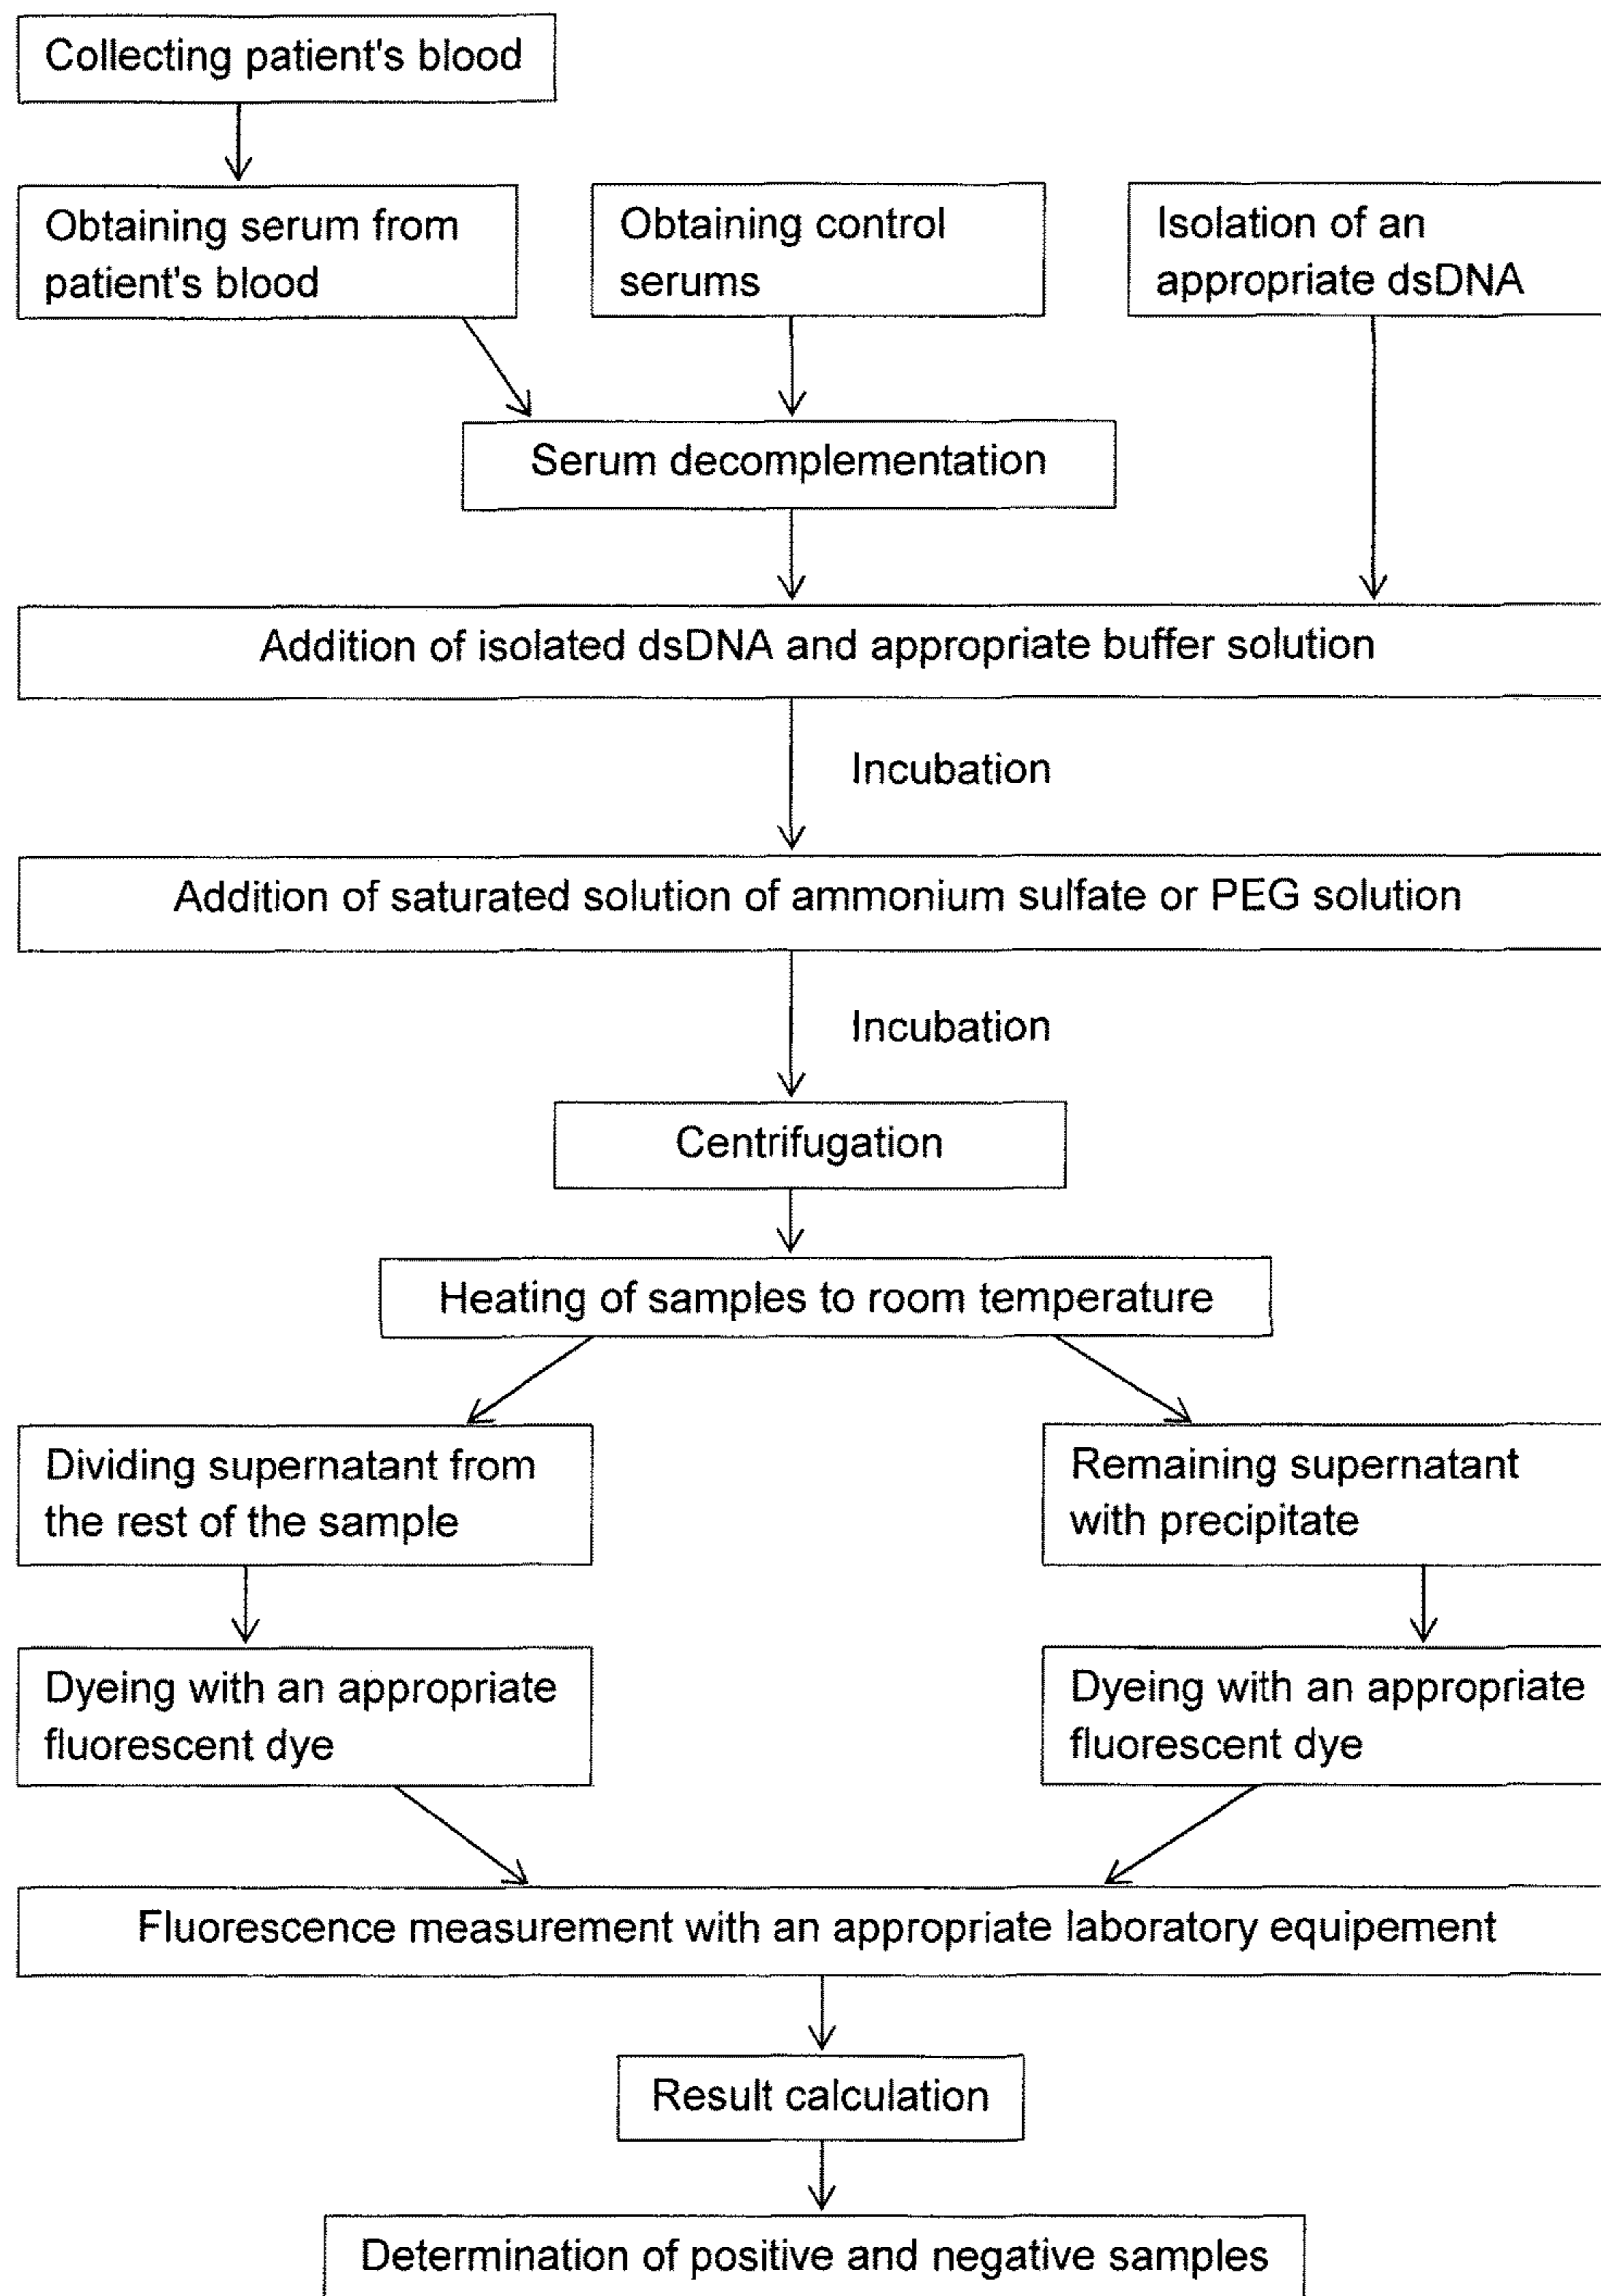 Collecting patient's blood
Obtaining serum from
patient's blood
Obtaining control
serums
Isolation of an
appropriate dsDNA
Serum decomplementation
Addition of isolated dsDNA and appropriate buffer solution
Incubation
Addition of saturated solution of ammonium sulfate or PEG solution
Incubation
Centrifugation
Heating of samples to room temperature
Dividing supernatant from
the rest of the sample
Remaining supernatant
with precipitate
Dyeing with an appropriate
fluorescent dye
Dyeing with an appropriate
fluorescent dye
Fluorescence measurement with an appropriate laboratory equipement
Result calculation
Determination of positive and negative samples